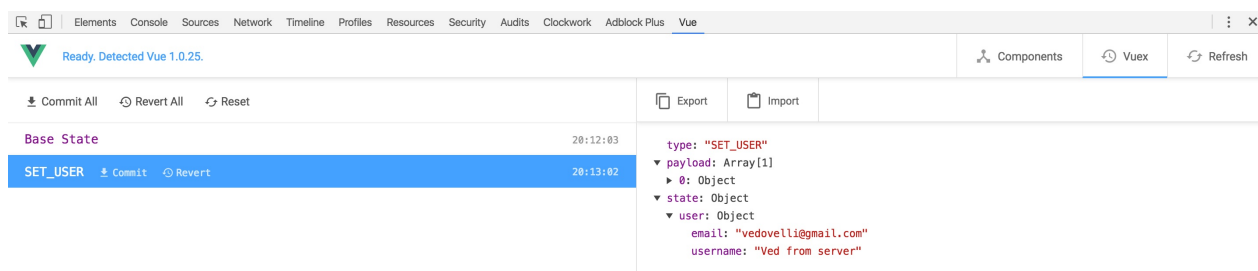 Elements Console Sources Network Timeline Profiles Resources Security Audits Clockwork Adblock Plus Vue
Ready. Detected Vue 1.0.25.
Components Vuex Refresh
Commit All Revert All Reset
Export Import
Base State 20:12:03
SET_USER Commit Revert 20:13:02
type: "SET_USER"
payload: Array[1]
0: Object
state: Object
user: Object
email: "vedovelli@gmail.com"
username: "Ved from server"